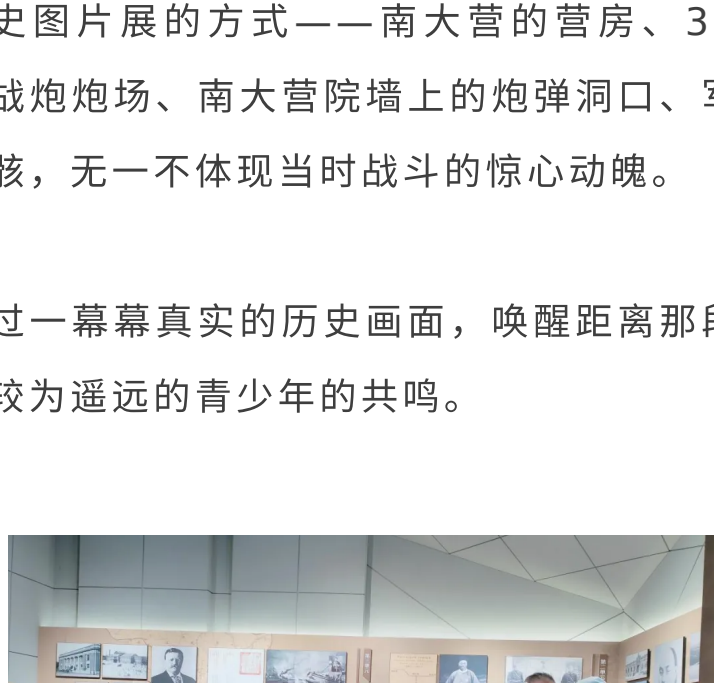 史图片展的方式——南大营的营房、3
战炮炮场、南大营院墙上的炮弹洞口、军
骸，无一不体现当时战斗的惊心动魄。
过一幕幕真实的历史画面，唤醒距离那段
较为遥远的青少年的共鸣。